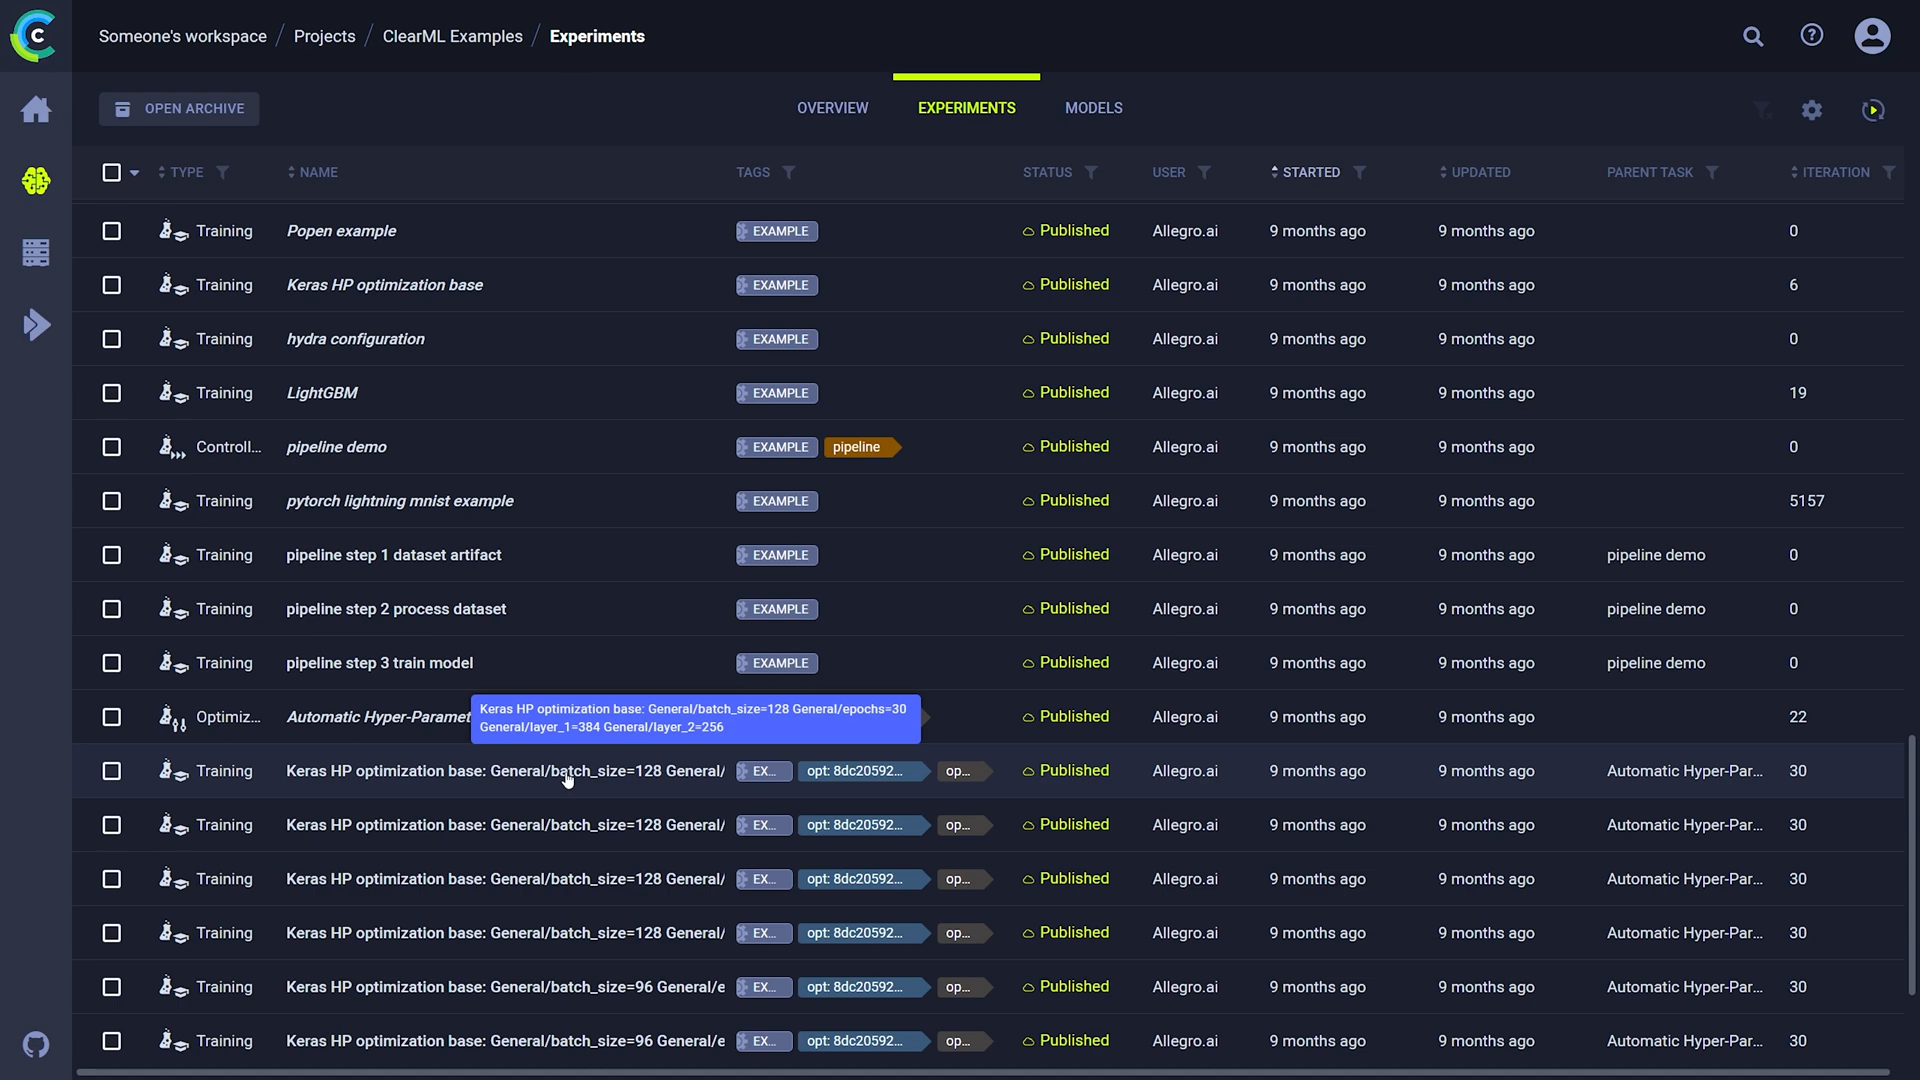 Someone's workspace / Projects / ClearML Examples / Experiments
OPEN ARCHIVE
OVERVIEW EXPERIMENTS MODELS
TYPE NAME TAGS STATUS USER STARTED UPDATED PARENT TASK ITERATION
Training Popen example EXAMPLE Published Allegro.ai 9 months ago 9 months ago 0
Training Keras HP optimization base EXAMPLE Published Allegro.ai 9 months ago 9 months ago 6
Training hydra configuration EXAMPLE Published Allegro.ai 9 months ago 9 months ago 0
Training LightGBM EXAMPLE Published Allegro.ai 9 months ago 9 months ago 19
Controll... pipeline demo EXAMPLE pipeline Published Allegro.ai 9 months ago 9 months ago 0
Training pytorch lightning mnist example EXAMPLE Published Allegro.ai 9 months ago 9 months ago 5157
Training pipeline step 1 dataset artifact EXAMPLE Published Allegro.ai 9 months ago 9 months ago pipeline demo 0
Training pipeline step 2 process dataset EXAMPLE Published Allegro.ai 9 months ago 9 months ago pipeline demo 0
Training pipeline step 3 train model EXAMPLE Published Allegro.ai 9 months ago 9 months ago pipeline demo 0
Keras HP optimization base: General/batch_size=128 General/epochs=30
General/layer_1=384 General/layer_2=256
Optimiz... Automatic Hyper-Paramet Published Allegro.ai 9 months ago 9 months ago 22
Training Keras HP optimization base: General/batch_size=128 General/ EX... opt: 8dc20592... op... Published Allegro.ai 9 months ago 9 months ago Automatic Hyper-Par... 30
Training Keras HP optimization base: General/batch_size=128 General/ EX... opt: 8dc20592... op... Published Allegro.ai 9 months ago 9 months ago Automatic Hyper-Par... 30
Training Keras HP optimization base: General/batch_size=128 General/ EX... opt: 8dc20592... op... Published Allegro.ai 9 months ago 9 months ago Automatic Hyper-Par... 30
Training Keras HP optimization base: General/batch_size=128 General/ EX... opt: 8dc20592... op... Published Allegro.ai 9 months ago 9 months ago Automatic Hyper-Par... 30
Training Keras HP optimization base: General/batch_size=96 General/e EX... opt: 8dc20592... op... Published Allegro.ai 9 months ago 9 months ago Automatic Hyper-Par... 30
Training Keras HP optimization base: General/batch_size=96 General/e EX... opt: 8dc20592... op... Published Allegro.ai 9 months ago 9 months ago Automatic Hyper-Par... 30